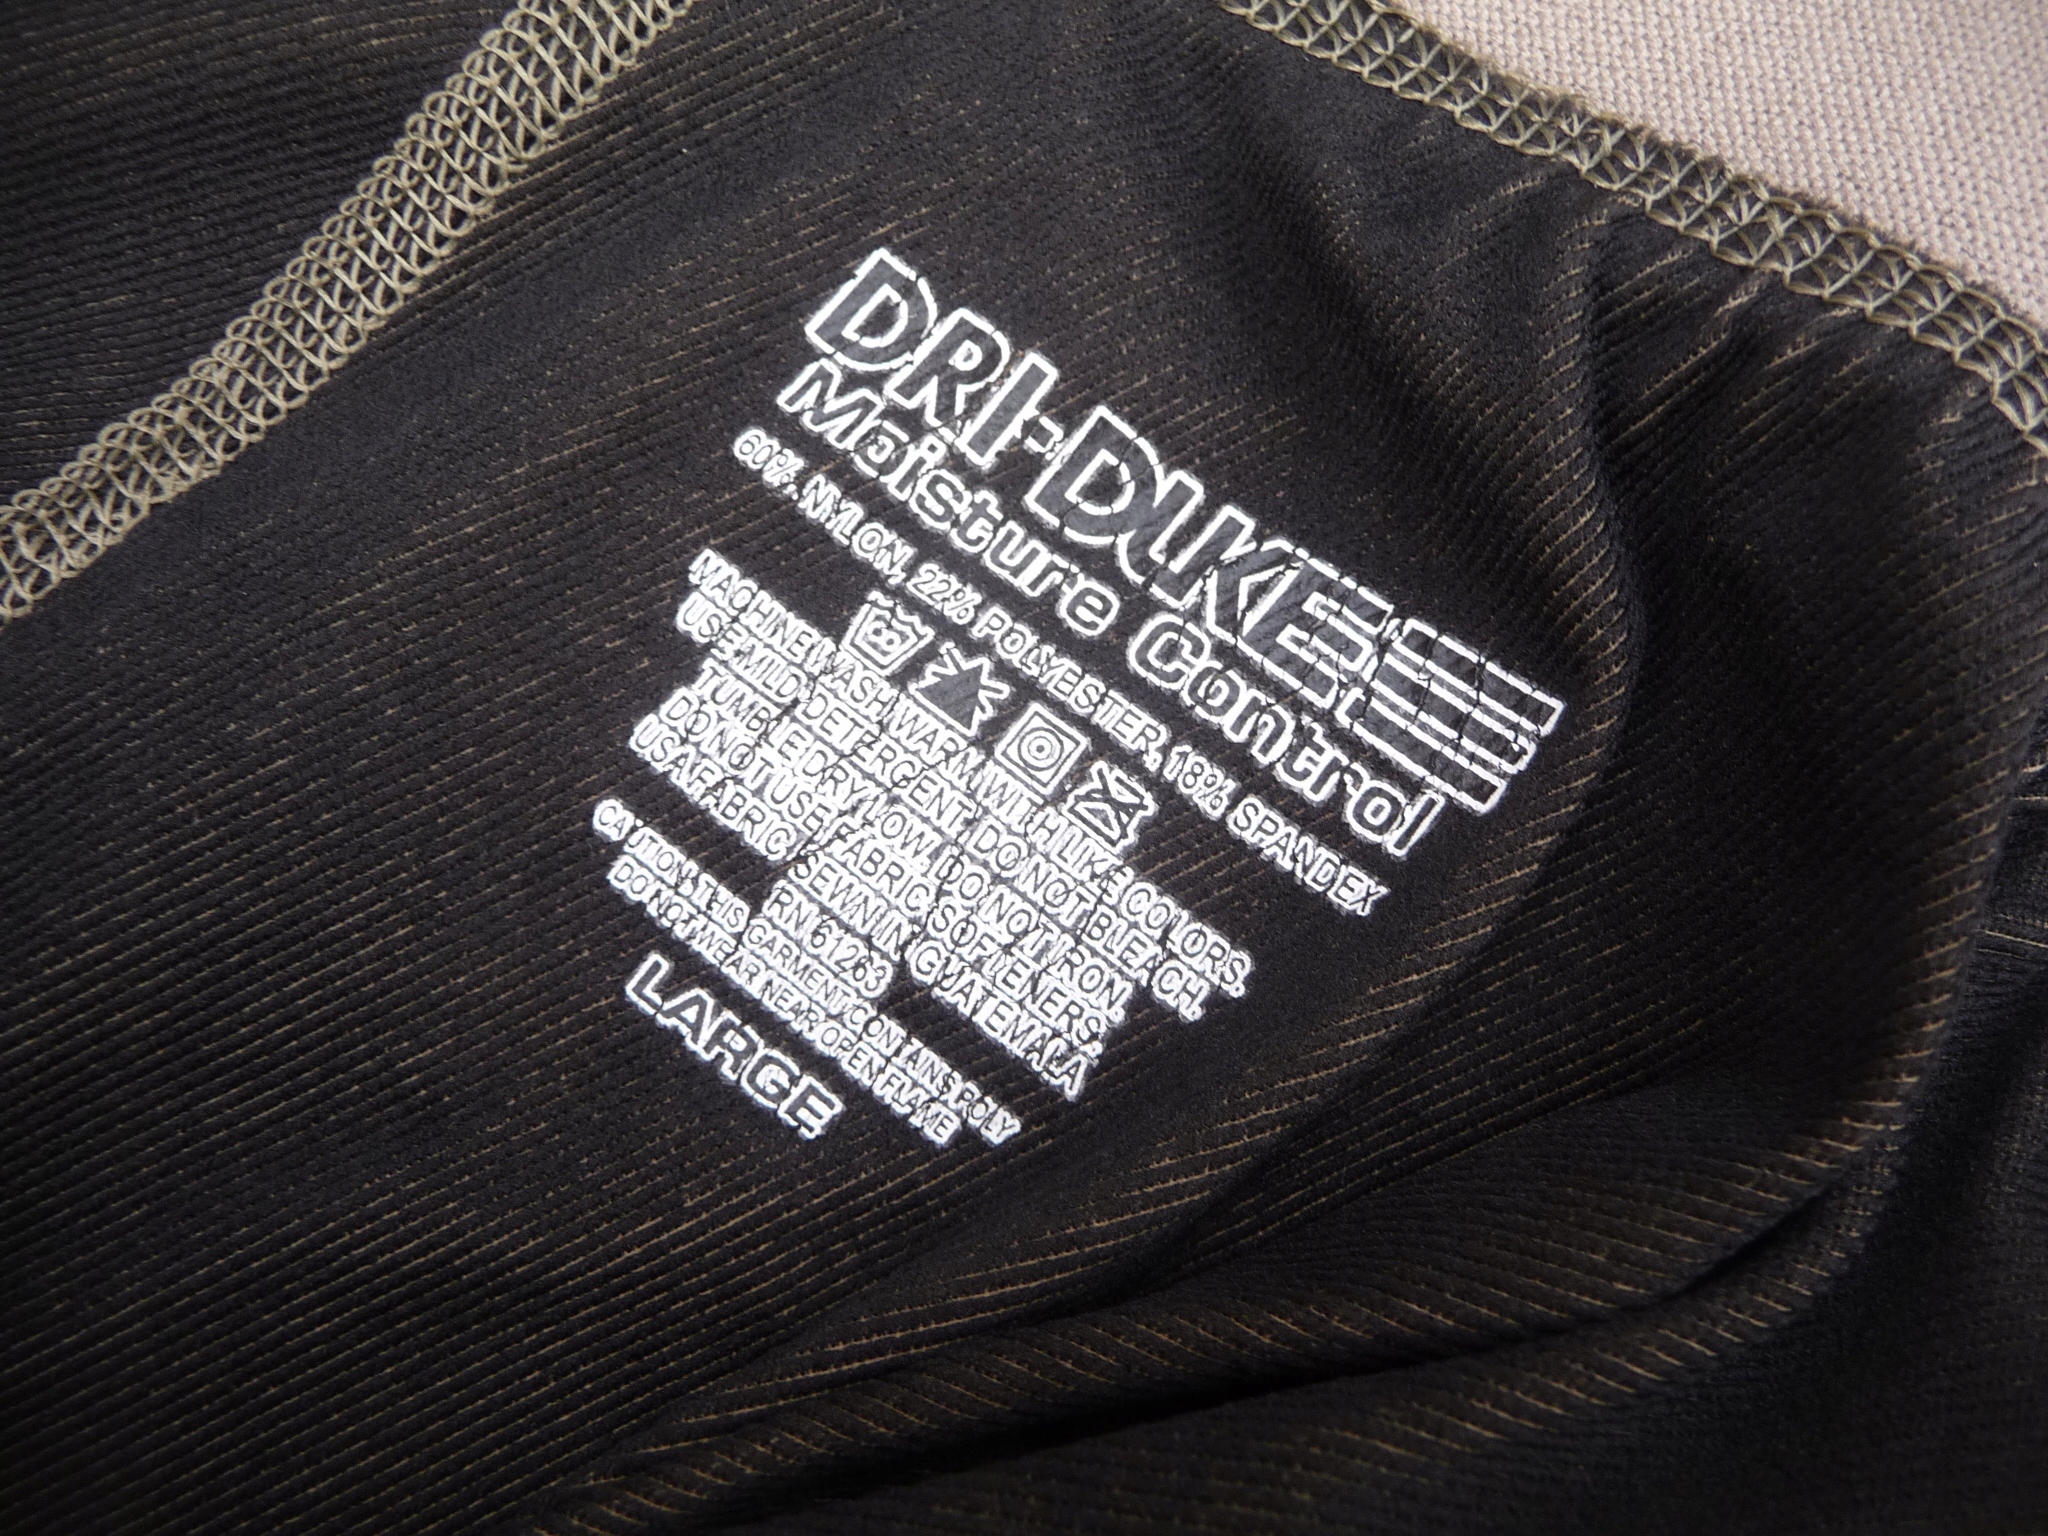 DRI-DUKE
Moisture Control
60% NYLON, 22% POLYESTER, 18% SPANDEX
MACHINE WASH WARM WITH LIKE COLORS.
USE MILD DETERGENT. DO NOT BLEACH.
TUMBLE DRY LOW. DO NOT IRON.
DO NOT USE FABRIC SOFTENERS.
USA FABRIC SEWN IN GUATEMALA
RN 61263
CAUTION: THIS GARMENT CONTAINS POLY
DO NOT WEAR NEAR OPEN FLAME
LARGE